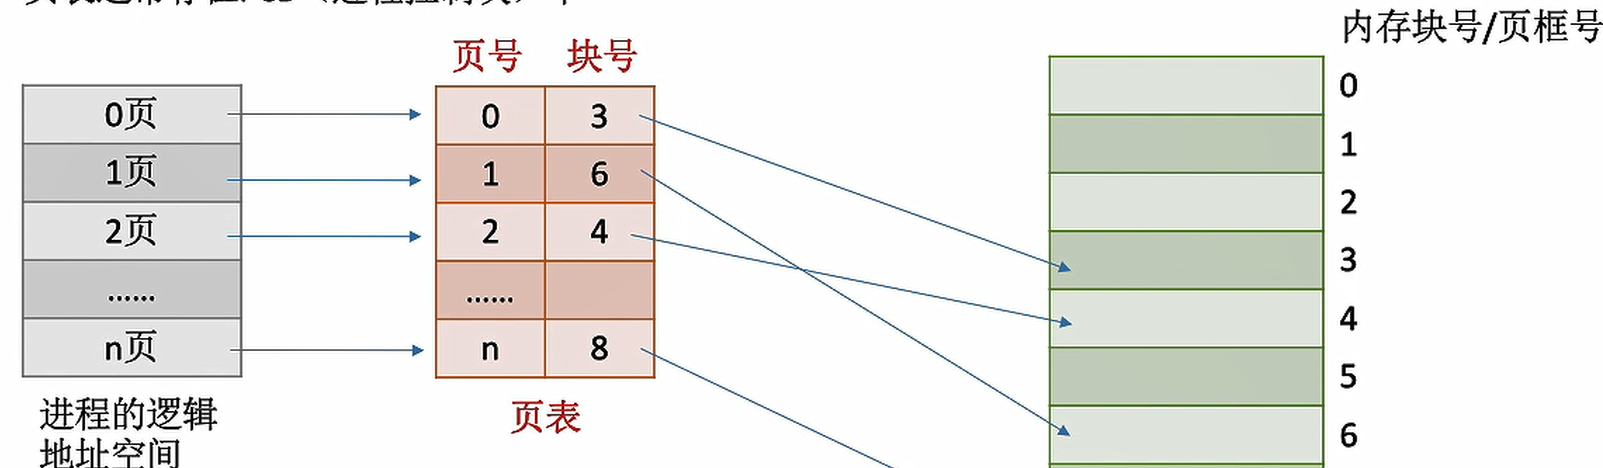 内存块号/页框号
页号 块号
0页
1页
2页
......
n页
进程的逻辑
地址空间
0 3
1 6
2 4
......
n 8
页表
0
1
2
3
4
5
6